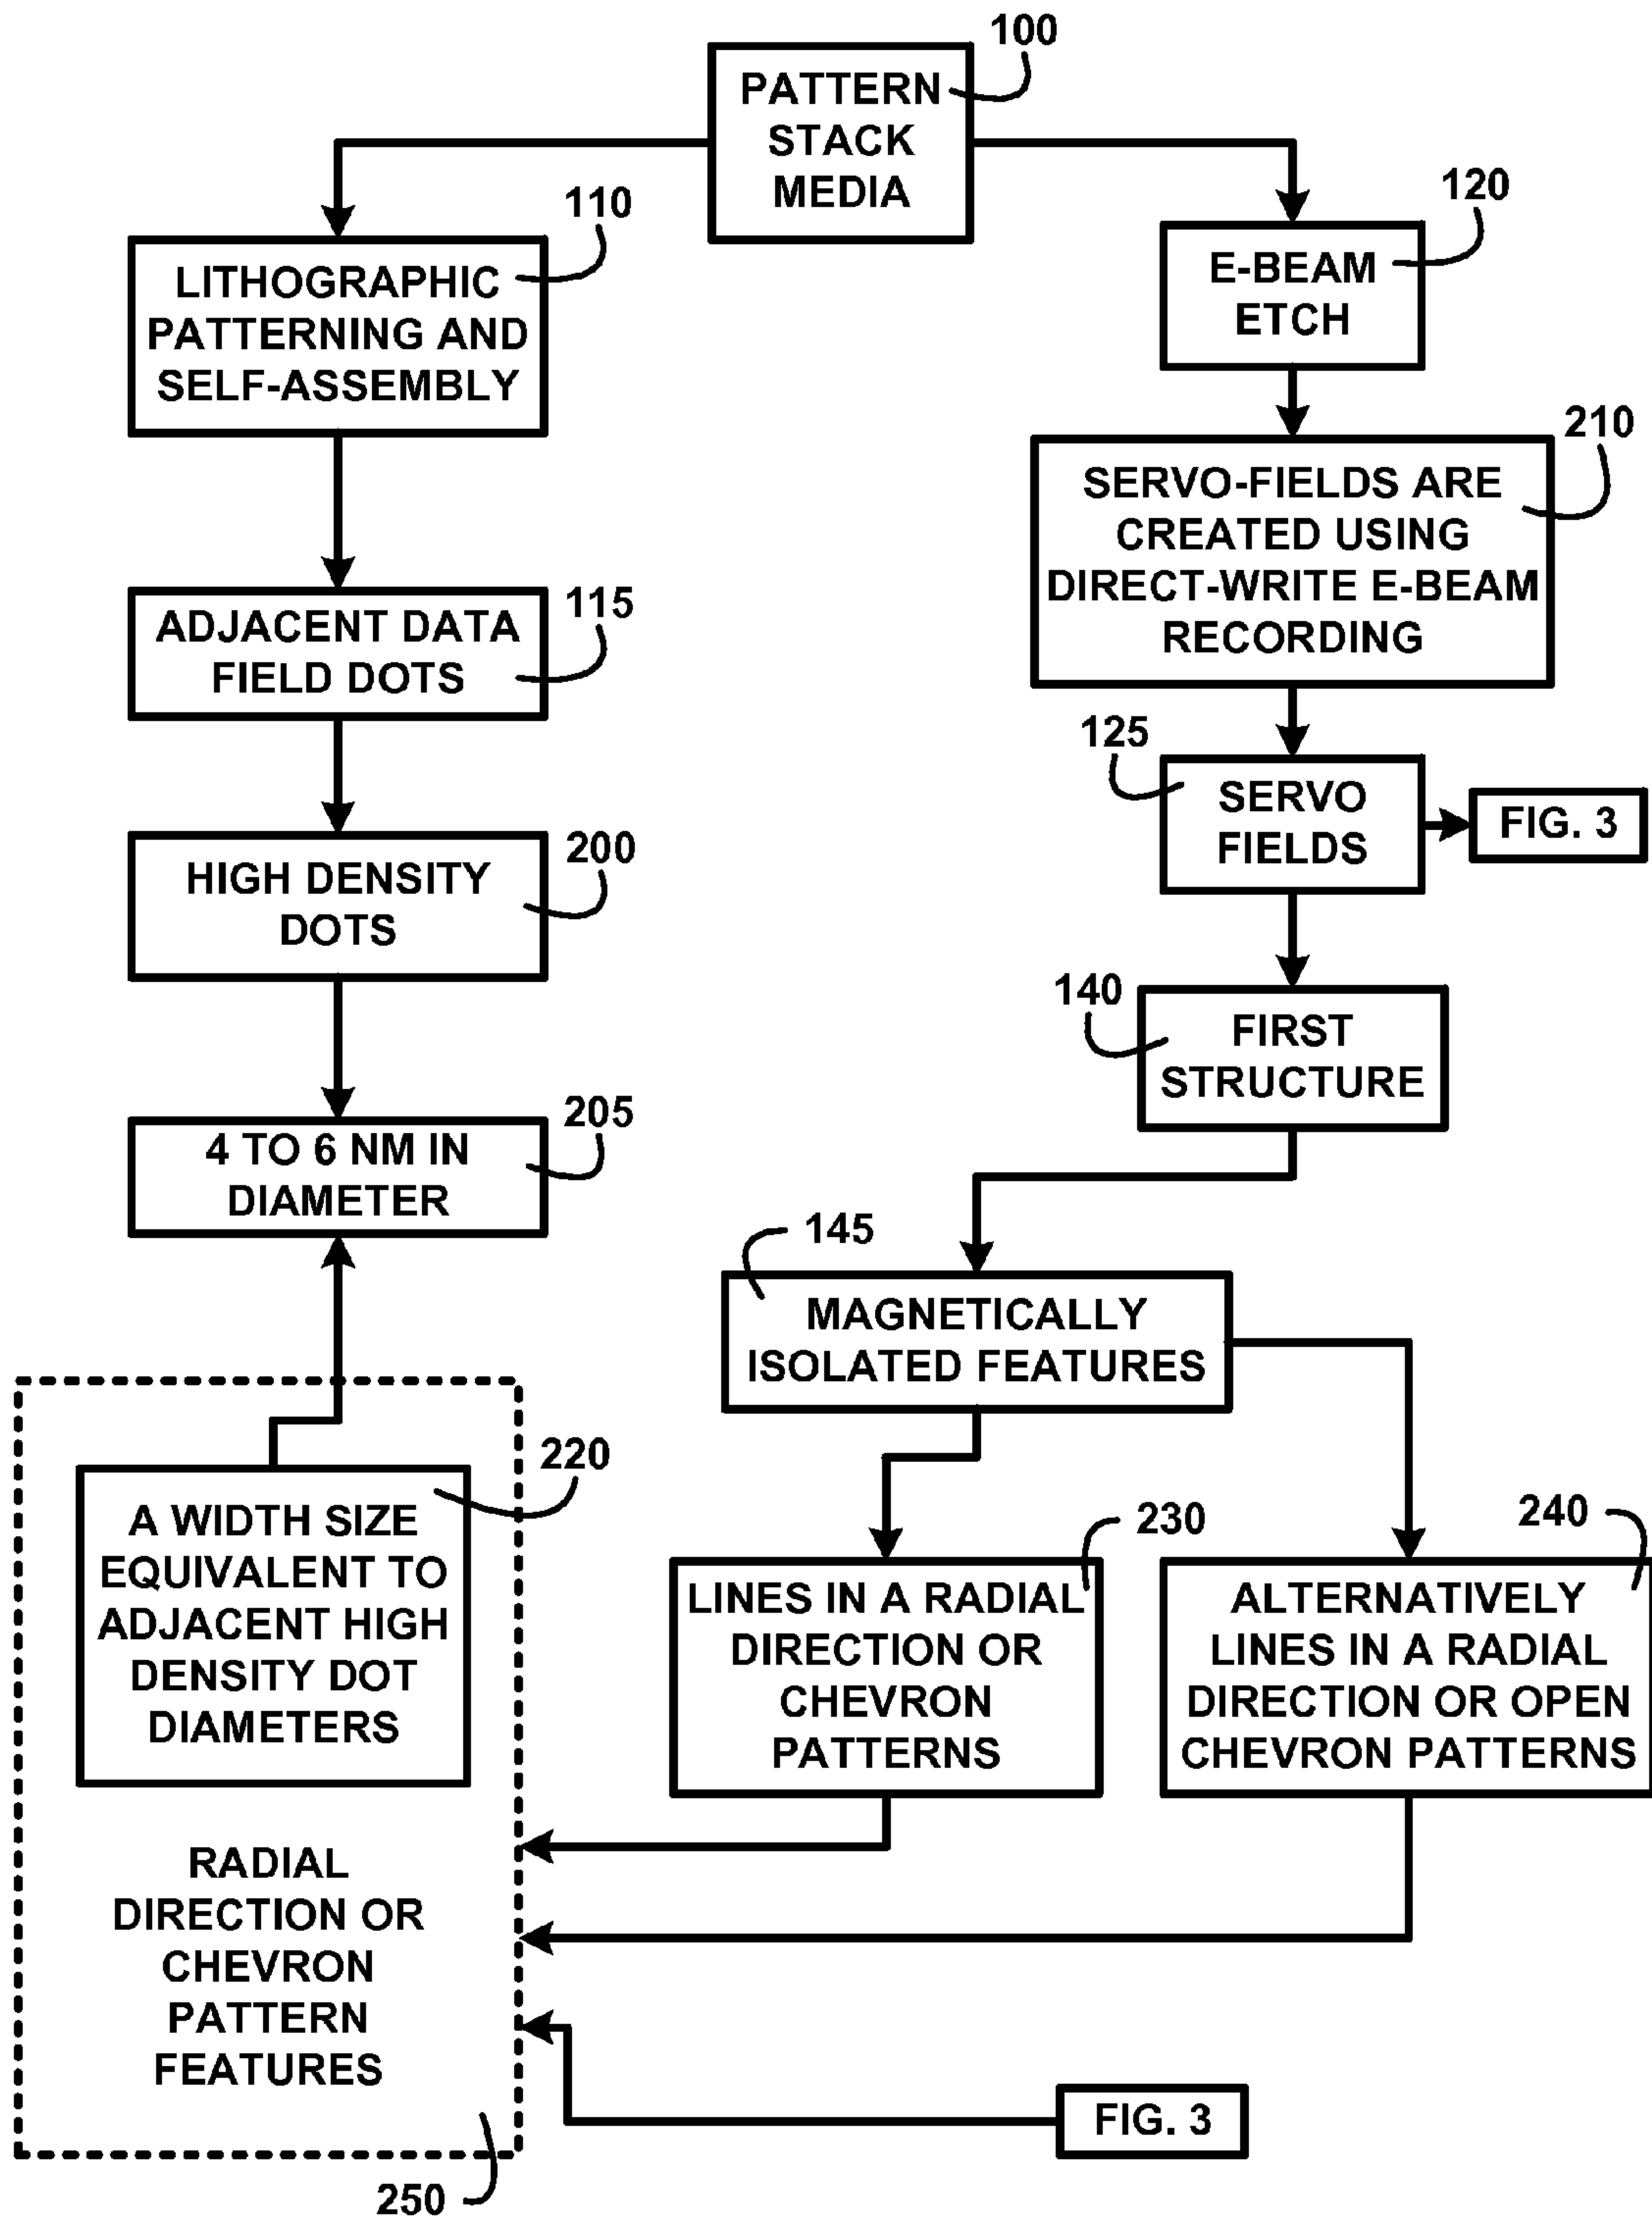 100
PATTERN
STACK
MEDIA
110
LITHOGRAPHIC
PATTERNING AND
SELF-ASSEMBLY
120
E-BEAM
ETCH
210
SERVO-FIELDS ARE
CREATED USING
DIRECT-WRITE E-BEAM
RECORDING
115
ADJACENT DATA
FIELD DOTS
125
SERVO
FIELDS
FIG. 3
200
HIGH DENSITY
DOTS
140
FIRST
STRUCTURE
205
4 TO 6 NM IN
DIAMETER
145
MAGNETICALLY
ISOLATED FEATURES
220
A WIDTH SIZE
EQUIVALENT TO
ADJACENT HIGH
DENSITY DOT
DIAMETERS
230
LINES IN A RADIAL
DIRECTION OR
CHEVRON
PATTERNS
240
ALTERNATIVELY
LINES IN A RADIAL
DIRECTION OR OPEN
CHEVRON PATTERNS
RADIAL
DIRECTION OR
CHEVRON
PATTERN
FEATURES
FIG. 3
250